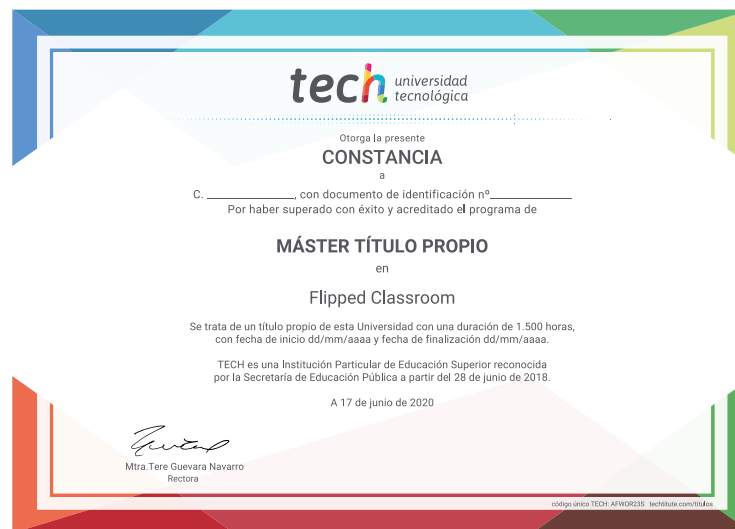 tech universidad
tecnológica
Otorga la presente
CONSTANCIA
a
C. ________________, con documento de identificación nº______________
Por haber superado con éxito y acreditado el programa de
MÁSTER TÍTULO PROPIO
en
Flipped Classroom
Se trata de un título propio de esta Universidad con una duración de 1.500 horas,
con fecha de inicio dd/mm/aaaa y fecha de finalización dd/mm/aaaa.
TECH es una Institución Particular de Educación Superior reconocida
por la Secretaría de Educación Pública a partir del 28 de junio de 2018.
A 17 de junio de 2020
Mtra.Tere Guevara Navarro
Rectora
código único TECH: AFWOR23S techtitute.com/titulos